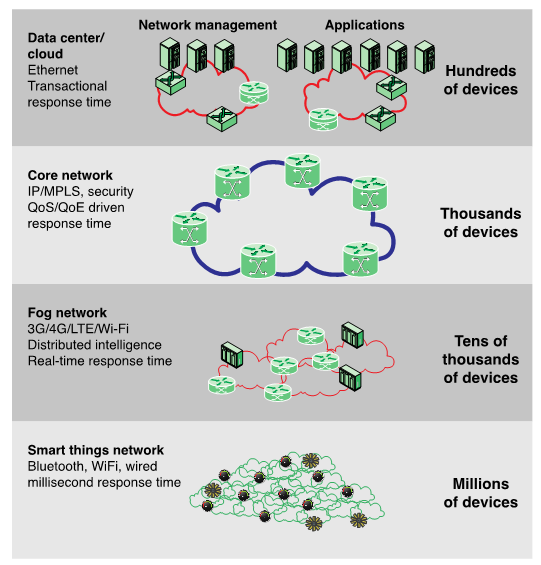 Network management
Applications
Data center/
cloud
Ethernet
Transactional
response time
Hundreds
of devices
Core network
IP/MPLS, security
QoS/QoE driven
response time
Thousands
of devices
Fog network
3G/4G/LTE/Wi-Fi
Distributed intelligence
Real-time response time
Tens of
thousands
of devices
Smart things network
Bluetooth, WiFi, wired
millisecond response time
Millions
of devices